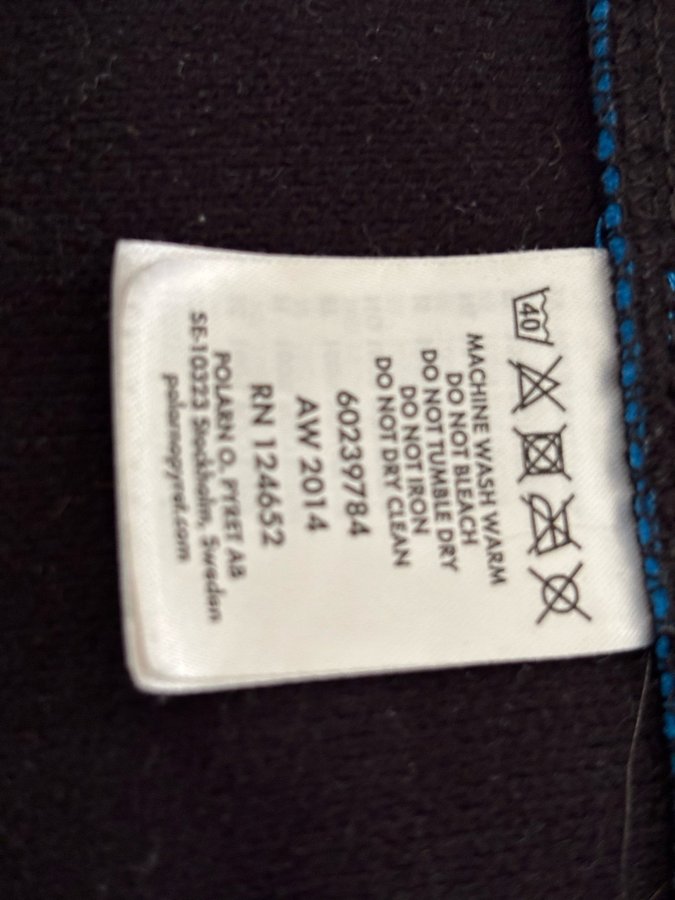 40
MACHINE WASH WARM
DO NOT BLEACH
DO NOT TUMBLE DRY
DO NOT IRON
DO NOT DRY CLEAN
60239784
AW 2014
RN 124652
POLARN O. PYRET AB
SE-10323 Stockholm, Sweden
polarnopyret.com